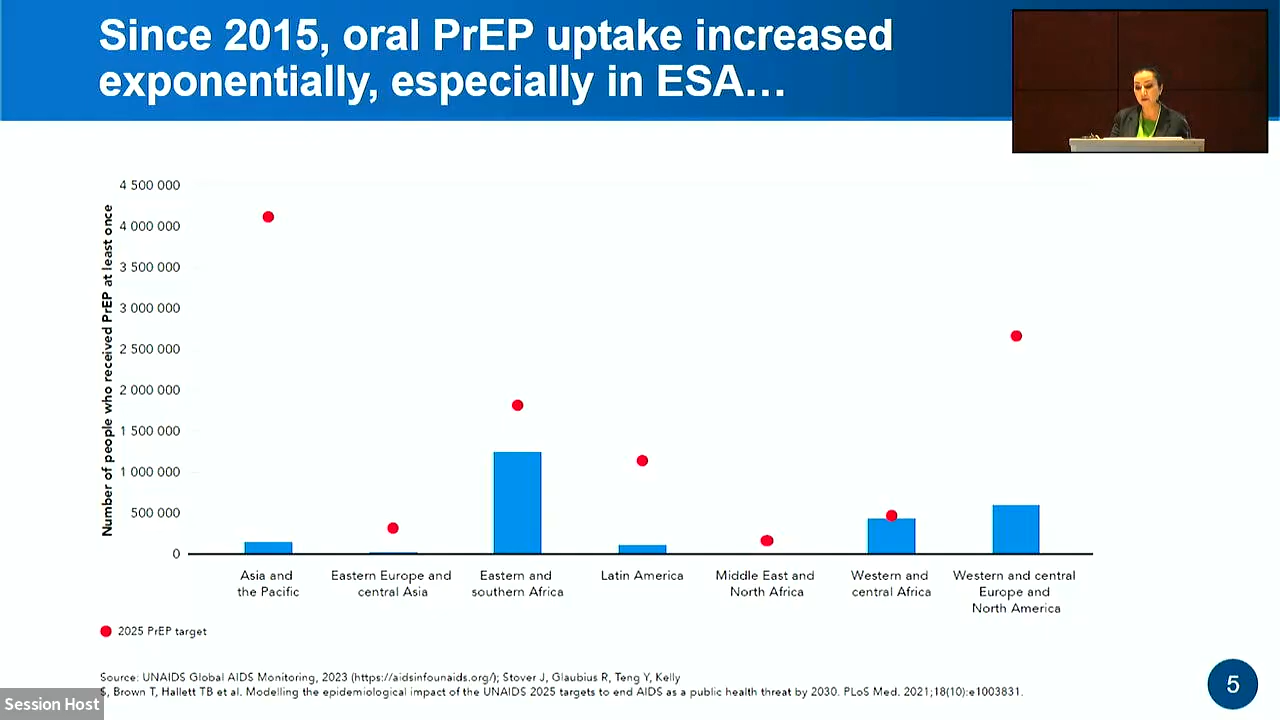 Since 2015, oral PrEP uptake increased
exponentially, especially in ESA...
Number of people who received PrEP at least once
4 500 000
4 000 000
3 500 000
3 000 000
2 500 000
2 000 000
1 500 000
1 000 000
500 000
0
Asia and
the Pacific
Eastern Europe and
central Asia
Eastern and
southern Africa
Latin America
Middle East and
North Africa
Western and
central Africa
Western and central
Europe and
North America
2025 PrEP target
Source: UNAIDS Global AIDS Monitoring, 2023 (https://aidsinfounaids.org/); Stover J, Glaubius R, Teng Y, Kelly
S, Brown T, Hallett TB et al. Modelling the epidemiological impact of the UNAIDS 2025 targets to end AIDS as a public health threat by 2030. PLoS Med. 2021;18(10):e1003831.
5
Session Host